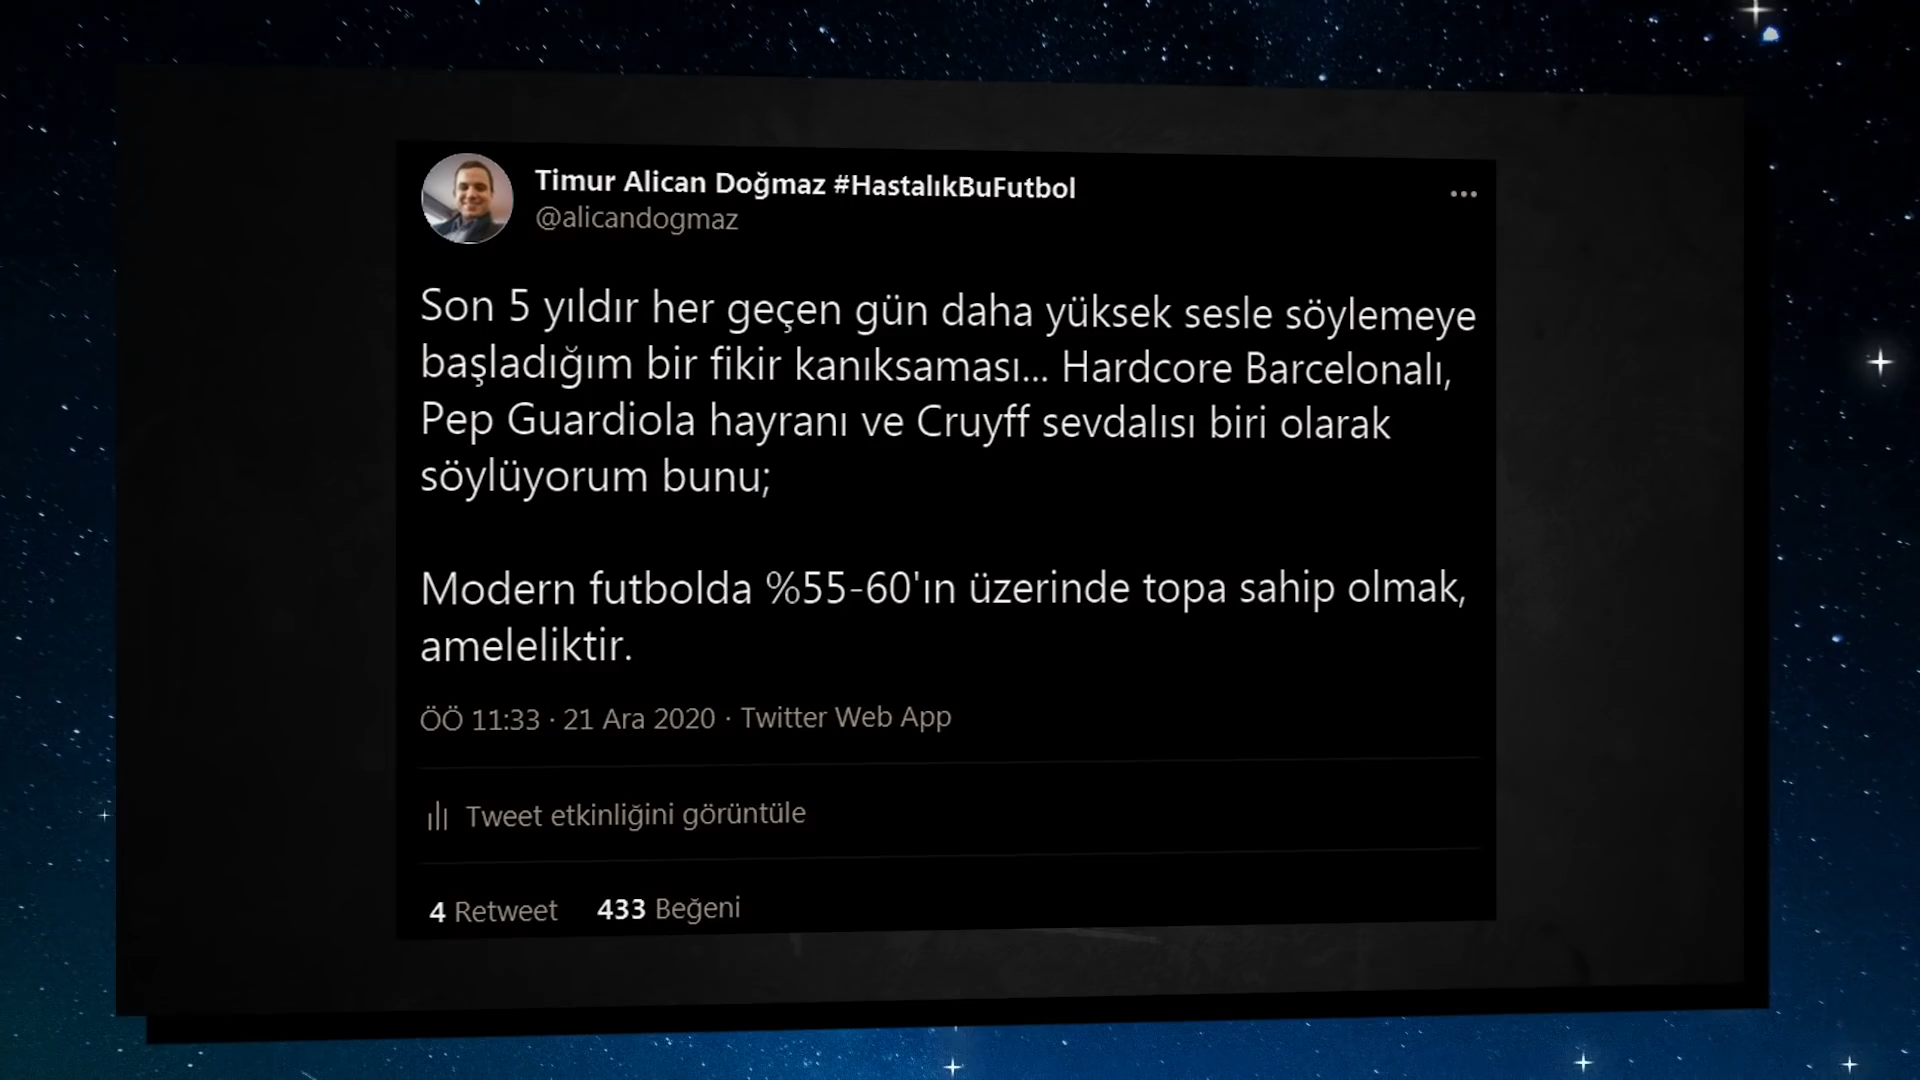 Timur Alican Doğmaz #HastalıkBuFutbol
@alicandogmaz
Son 5 yıldır her geçen gün daha yüksek sesle söylemeye
başladığım bir fikir kanıksaması... Hardcore Barcelonalı,
Pep Guardiola hayranı ve Cruyff sevdalısı biri olarak
söylüyorum bunu;
Modern futbolda %55-60'ın üzerinde topa sahip olmak,
ameleliktir.
ÖÖ 11:33 · 21 Ara 2020 · Twitter Web App
Tweet etkinliğini görüntüle
4 Retweet 433 Beğeni